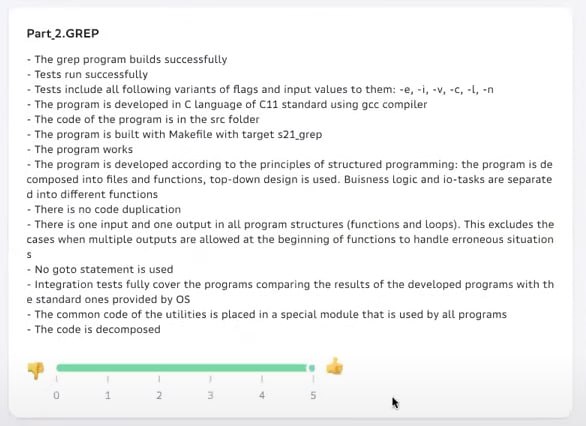 Part_2.GREP
- The grep program builds successfully
- Tests run successfully
- Tests include all following variants of flags and input values to them: -e, -i, -v, -c, -l, -n
- The program is developed in C language of C11 standard using gcc compiler
- The code of the program is in the src folder
- The program is built with Makefile with target s21_grep
- The program works
- The program is developed according to the principles of structured programming: the program is de
composed into files and functions, top-down design is used. Buisness logic and io-tasks are separate
d into different functions
- There is no code duplication
- There is one input and one output in all program structures (functions and loops). This excludes the
cases when multiple outputs are allowed at the beginning of functions to handle erroneous situation
s
- No goto statement is used
- Integration tests fully cover the programs comparing the results of the developed programs with th
e standard ones provided by OS
- The common code of the utilities is placed in a special module that is used by all programs
- The code is decomposed
0 1 2 3 4 5